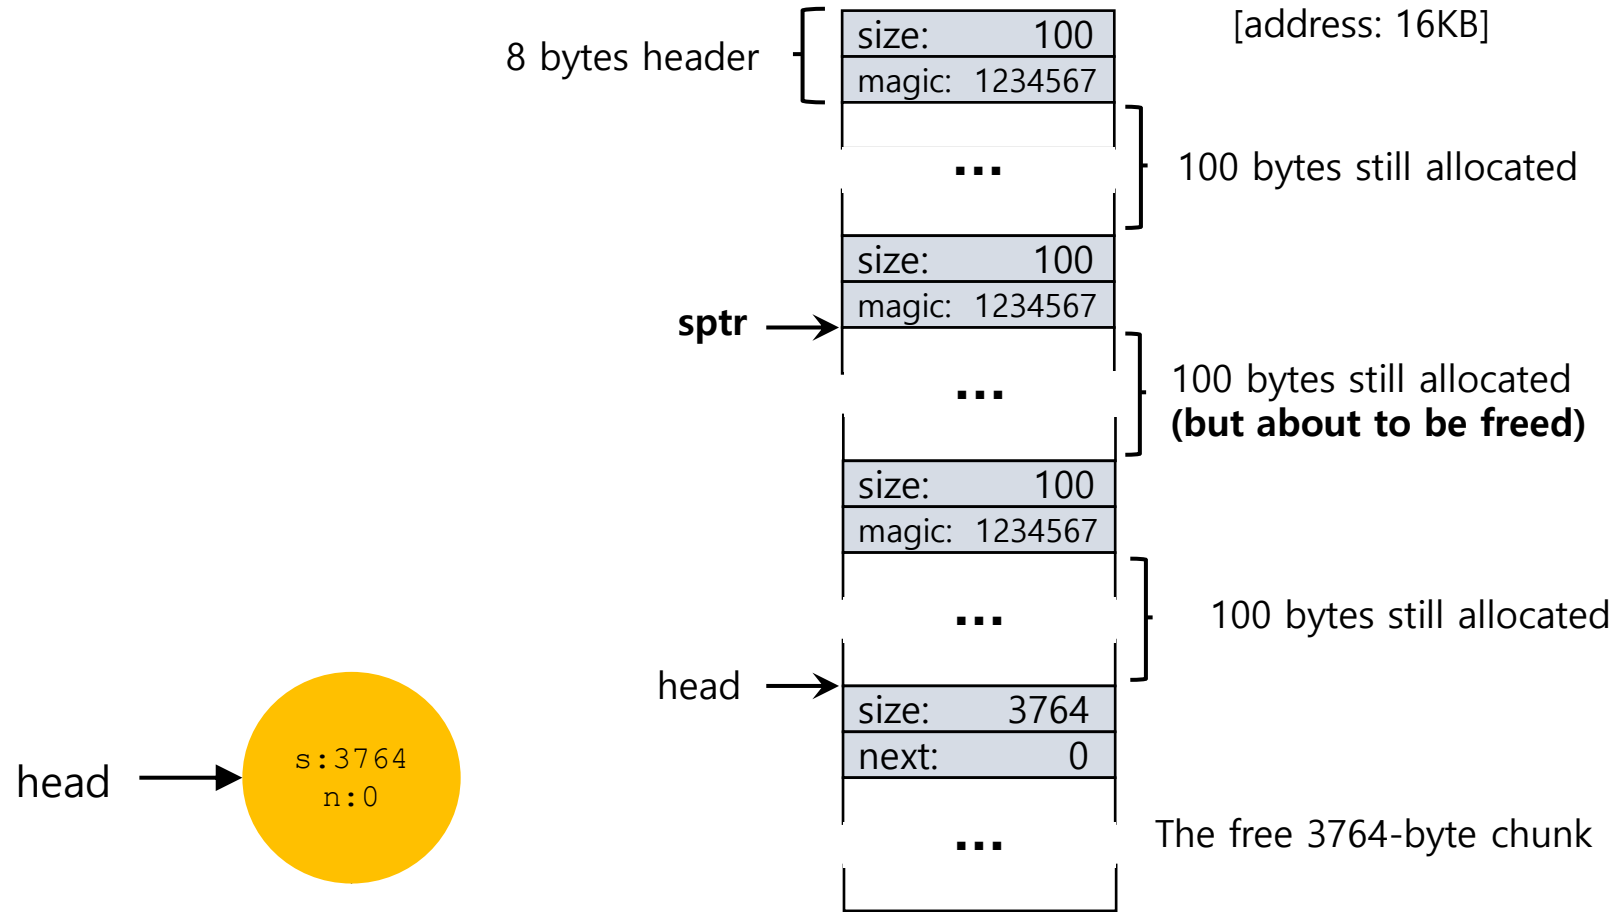 [address: 16KB]
8 bytes header
size: 100
magic: 1234567
...
100 bytes still allocated
size: 100
magic: 1234567
sptr
...
100 bytes still allocated
(but about to be freed)
size: 100
magic: 1234567
...
100 bytes still allocated
head
size: 3764
next: 0
head
s:3764
n:0
...
The free 3764-byte chunk